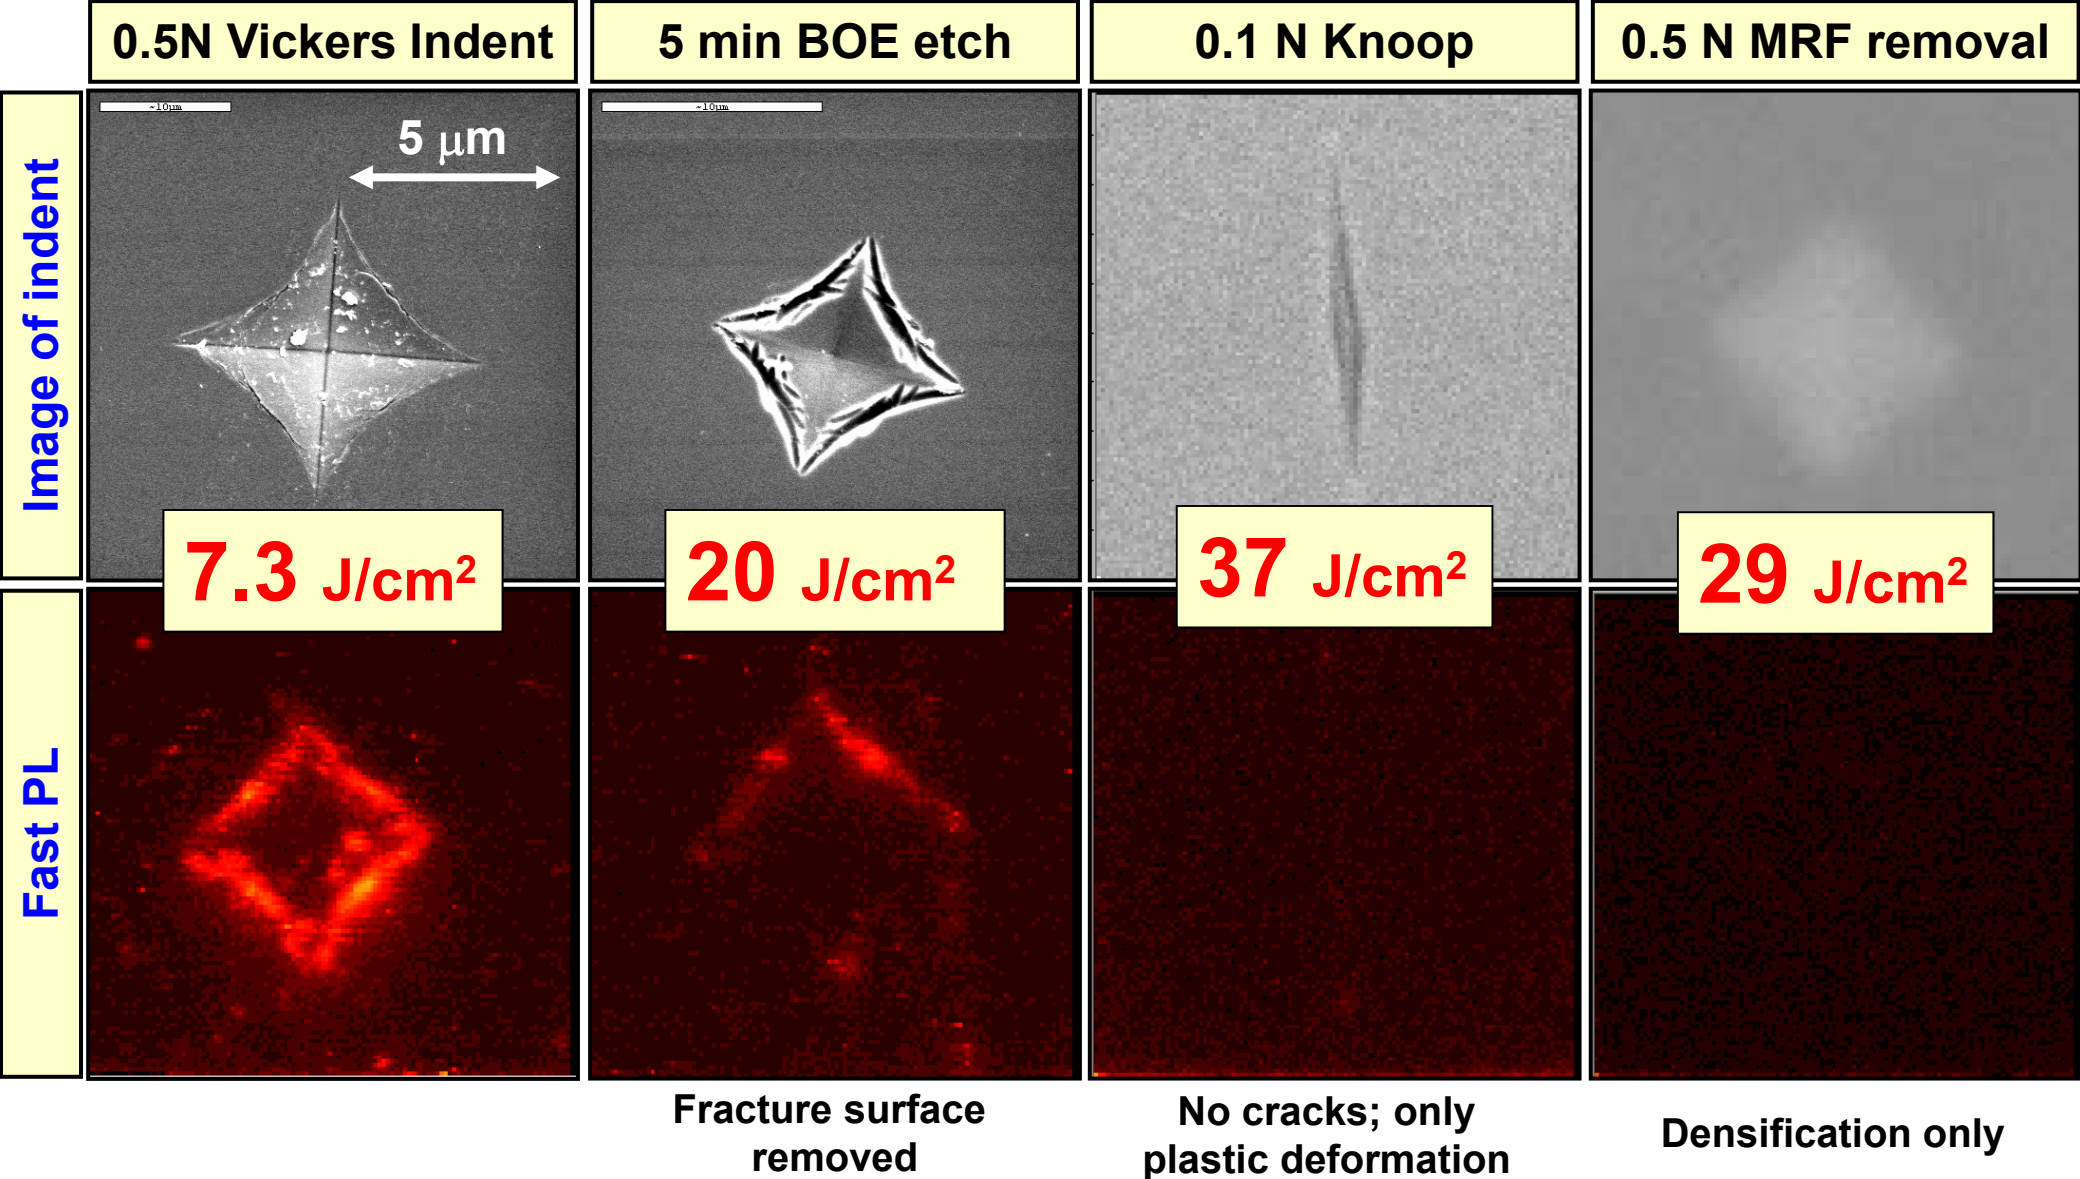 0.5N Vickers Indent
5 min BOE etch
0.1 N Knoop
0.5 N MRF removal
Image of indent
~10µm
5 µm
~10µm
7.3 J/cm²
20 J/cm²
37 J/cm²
29 J/cm²
Fast PL
Fracture surface
removed
No cracks; only
plastic deformation
Densification only